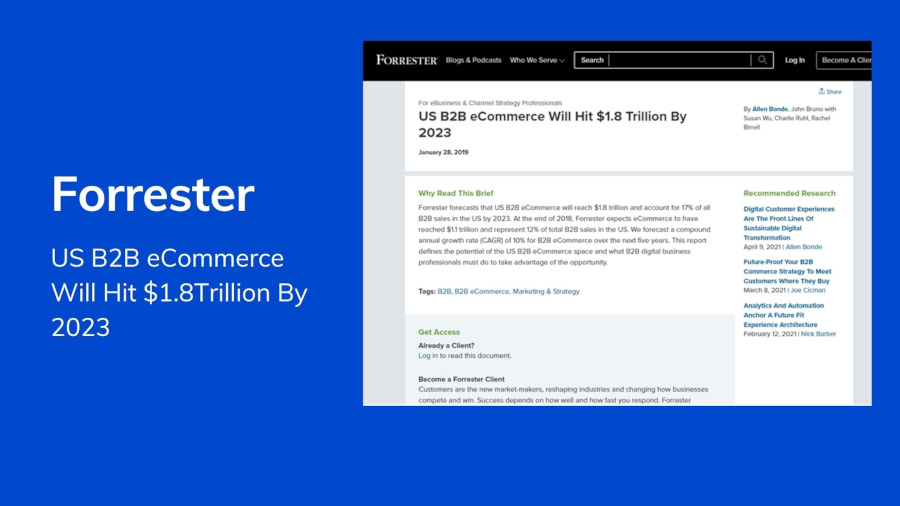 Forrester
US B2B eCommerce
Will Hit $1.8Trillion By
2023
FORRESTER Blogs & Podcasts Who We Serve Search Log In Become A Clien
Share
For eBusiness & Channel Strategy Professionals
US B2B eCommerce Will Hit $1.8 Trillion By
2023
January 28, 2019
By Allen Bonde, John Bruno with
Susan Wu, Charlie Ruhl, Rachel
Birrell
Why Read This Brief
Forrester forecasts that US B2B eCommerce will reach $1.8 trillion and account for 17% of all
B2B sales in the US by 2023. At the end of 2018, Forrester expects eCommerce to have
reached $1.1 trillion and represent 12% of total B2B sales in the US. We forecast a compound
annual growth rate (CAGR) of 10% for B2B eCommerce over the next five years. This report
defines the potential of the US B2B eCommerce space and what B2B digital business
professionals must do to take advantage of the opportunity.
Tags: B2B, B2B eCommerce, Marketing & Strategy
Get Access
Already a Client?
Log in to read this document.
Become a Forrester Client
Customers are the new market-makers, reshaping industries and changing how businesses
compete and win. Success depends on how well and how fast you respond. Forrester
Recommended Research
Digital Customer Experiences
Are The Front Lines Of
Sustainable Digital
Transformation
April 9, 2021 | Allen Bonde
Future-Proof Your B2B
Commerce Strategy To Meet
Customers Where They Buy
March 8, 2021 | Joe Cicman
Analytics And Automation
Anchor A Future Fit
Experience Architecture
February 12, 2021 | Nick Barber